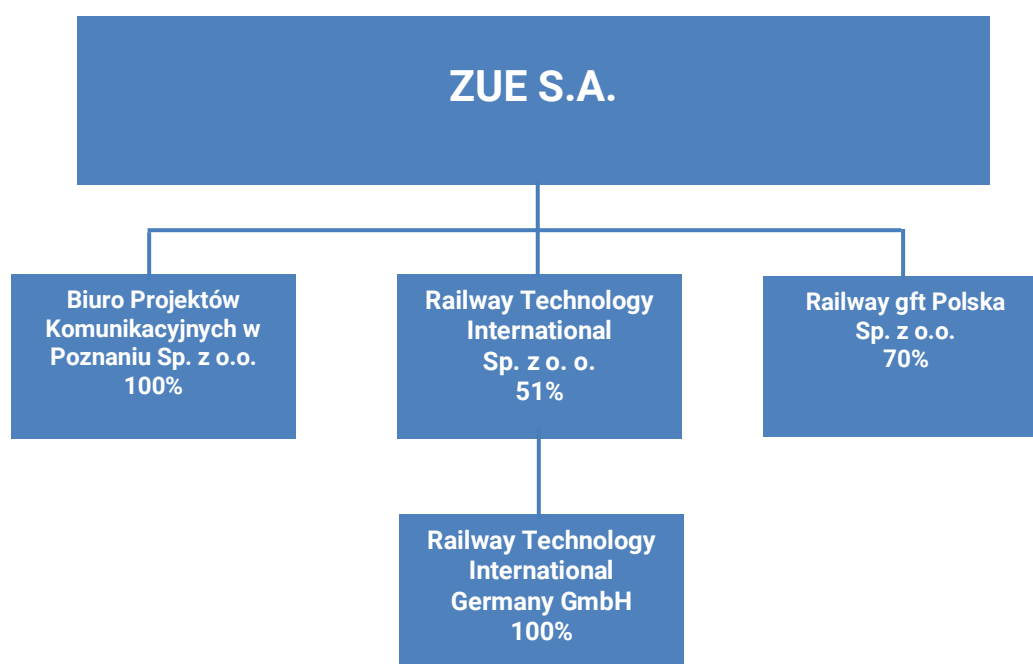 ZUE S.A.
Biuro Projektów
Komunikacyjnych w
Poznaniu Sp. z o.o.
100%
Railway Technology
International
Sp. z o. o.
51%
Railway gft Polska
Sp. z o.o.
70%
Railway Technology
International
Germany GmbH
100%